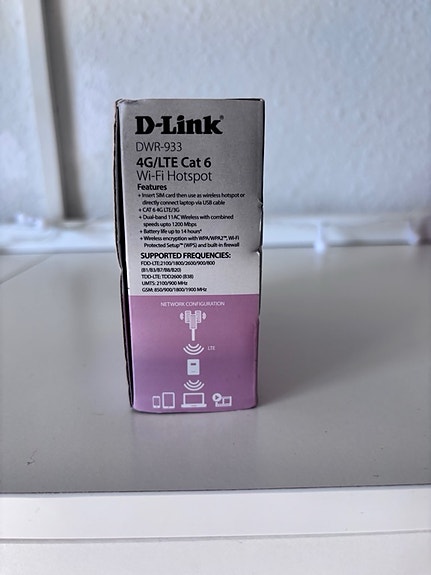 D-Link
DWR-933
4G/LTE Cat 6
Wi-Fi Hotspot
Features
+ Insert SIM card then use as wireless hotspot or
directly connect laptop via USB cable
+ CAT 6 4G LTE/3G
+ Dual-band 11AC Wireless with combined
speeds upto 1200 Mbps
+ Battery life up to 14 hours*
+ Wireless encryption with WPA/WPA2™, Wi-Fi
Protected Setup™ (WPS) and built-in firewall
SUPPORTED FREQUENCIES:
FDD-LTE:2100/1800/2600/900/800
(B1/B3/B7/B8/B20)
TDD-LTE: TDD2600 (B38)
UMTS: 2100/900 MHz
GSM: 850/900/1800/1900 MHz
NETWORK CONFIGURATION
LTE